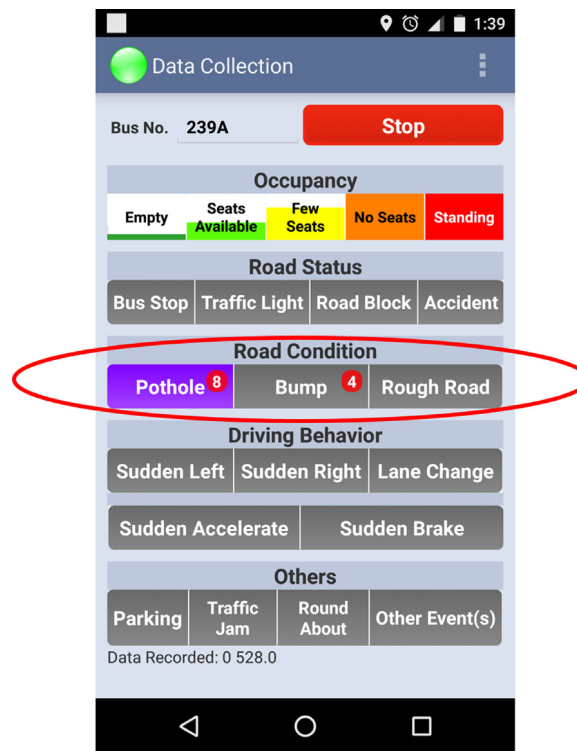 1:39
Data Collection
Bus No. 239A Stop
Occupancy
Empty Seats Available Few Seats No Seats Standing
Road Status
Bus Stop Traffic Light Road Block Accident
Road Condition
Pothole 8 Bump 4 Rough Road
Driving Behavior
Sudden Left Sudden Right Lane Change
Sudden Accelerate Sudden Brake
Others
Parking Traffic Jam Round About Other Event(s)
Data Recorded: 0 528.0